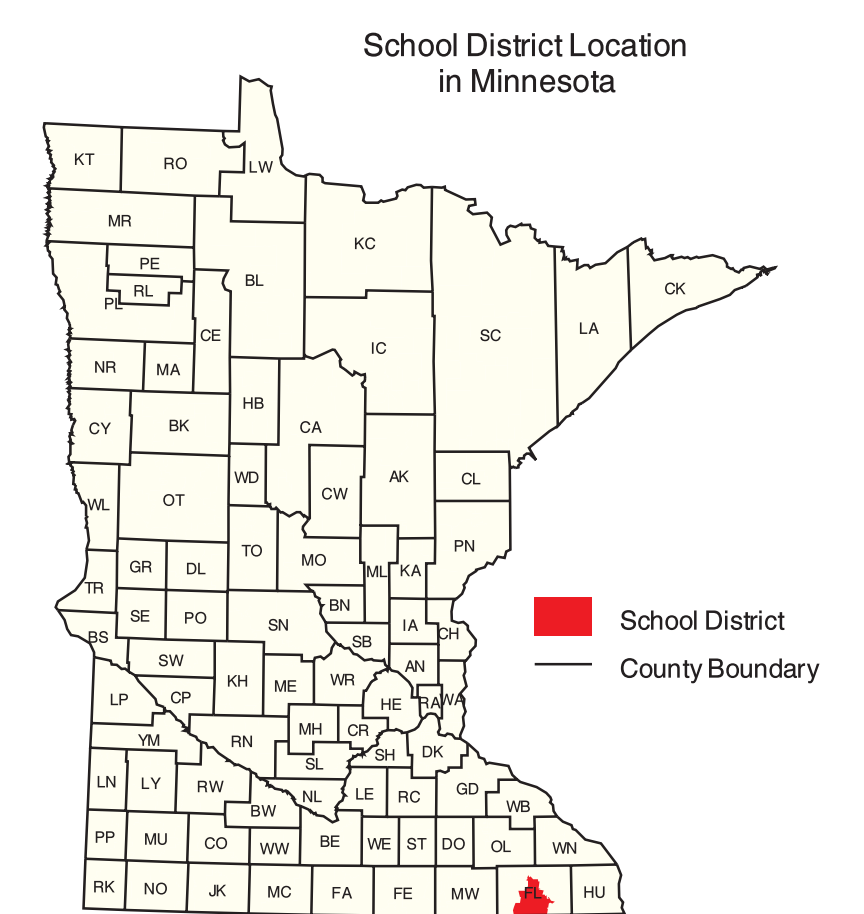 School District Location
in Minnesota
KT
RO
LW
MR
KC
PE
BL
RL
PL
CK
CE
SC
LA
IC
NR
MA
HB
CY
BK
CA
WD
AK
CL
CW
OT
WL
TO
PN
MO
GR
DL
ML
KA
TR
BN
SE
PO
SN
IA
CH
BS
SB
SW
AN
KH
ME
WR
LP
CP
HE
RA
WA
YM
RN
MH
CR
SH
DK
SL
LN
LY
RW
NL
LE
RC
GD
WB
BW
PP
MU
CO
WW
BE
WE
ST
DO
OL
WN
RK
NO
JK
MC
FA
FE
MW
FL
HU
School District
County Boundary